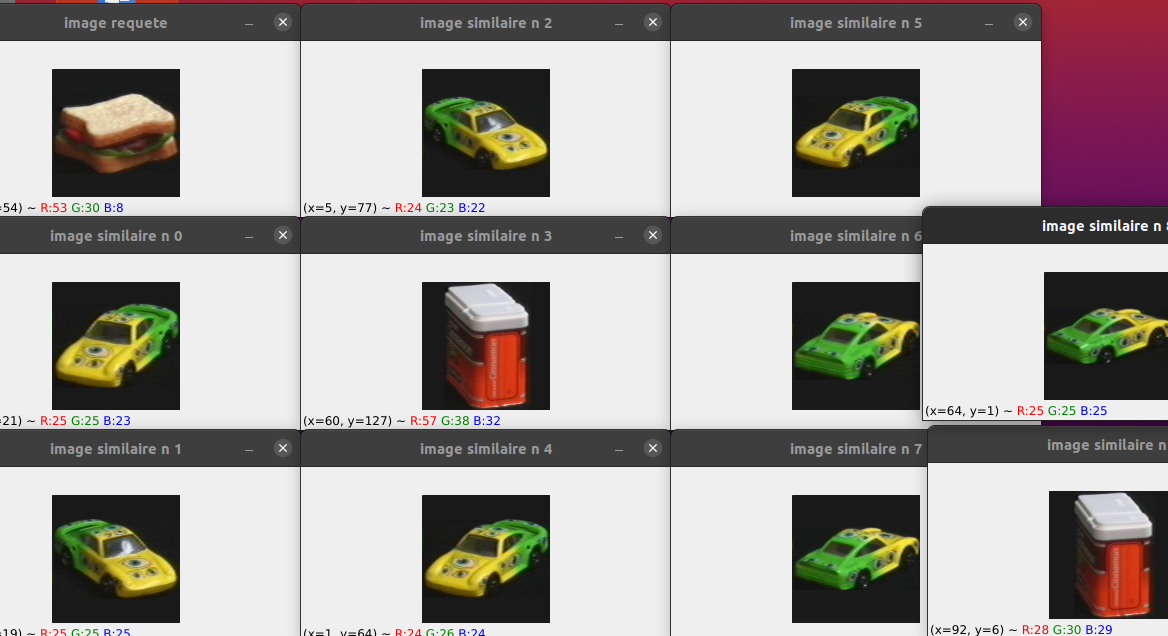 image requete
image similaire n 2
image similaire n 5
=54) ~ R:53 G:30 B:8
(x=5, y=77) ~ R:24 G:23 B:22
image similaire n 0
image similaire n 3
image similaire n 6
image similaire n
=21) ~ R:25 G:25 B:23
(x=60, y=127) ~ R:57 G:38 B:32
(x=64, y=1) ~ R:25 G:25 B:25
image similaire n 1
image similaire n 4
image similaire n 7
image similaire n
Cinnamon
Cinnamon
=19) ~ R:25 G:25 B:25
(x=1, y=64) ~ R:24 G:26 B:24
(x=92, y=6) ~ R:28 G:30 B:29